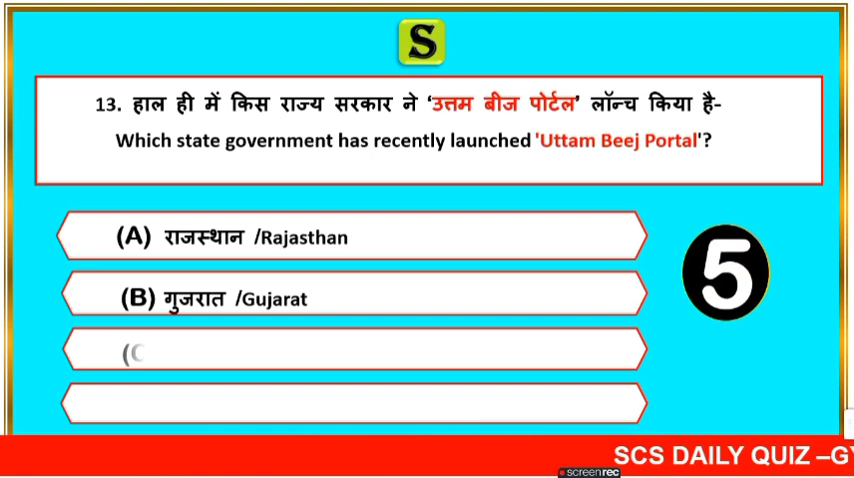 S
13. हाल ही में किस राज्य सरकार ने ‘उत्तम बीज पोर्टल’ लॉन्च किया है-
Which state government has recently launched 'Uttam Beej Portal'?
(A) राजस्थान /Rajasthan
(B) गुजरात /Gujarat
(C
5
SCS DAILY QUIZ –GY
screenrec